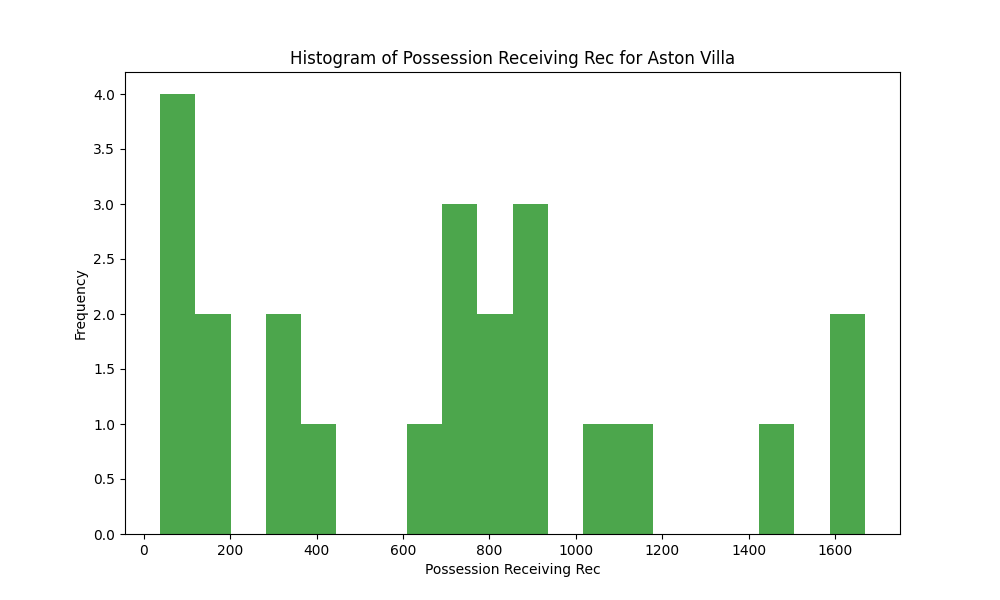 Histogram of Possession Receiving Rec for Aston Villa
4.0
3.5
3.0
2.5
2.0
1.5
1.0
0.5
0.0
Frequency
0 200 400 600 800 1000 1200 1400 1600
Possession Receiving Rec